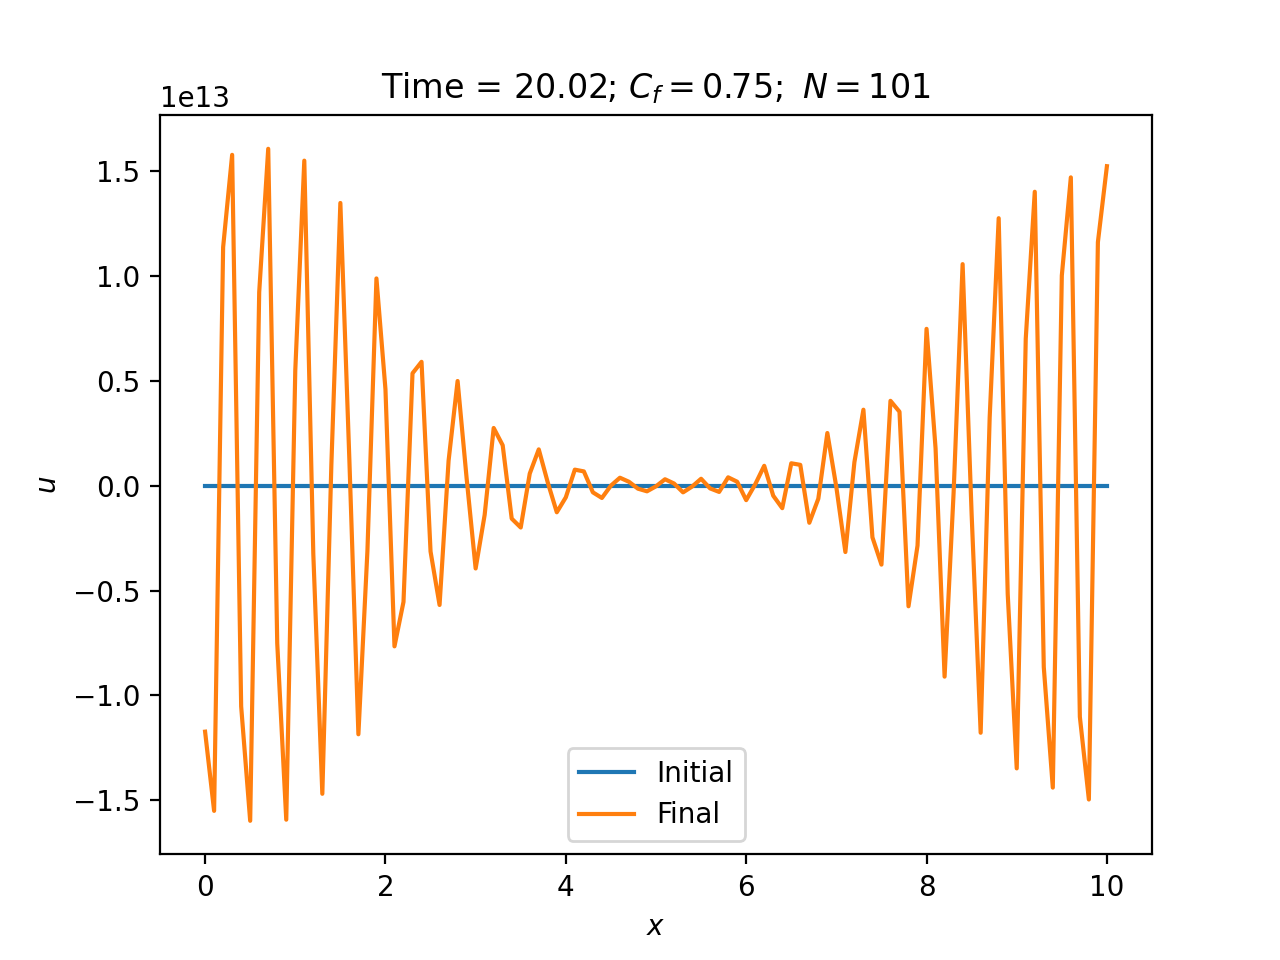 Time = 20.02; $C_f = 0.75$; $N = 101$
1e13
1.5
1.0
0.5
0.0
−0.5
−1.0
−1.5
u
Initial
Final
0 2 4 6 8 10
x